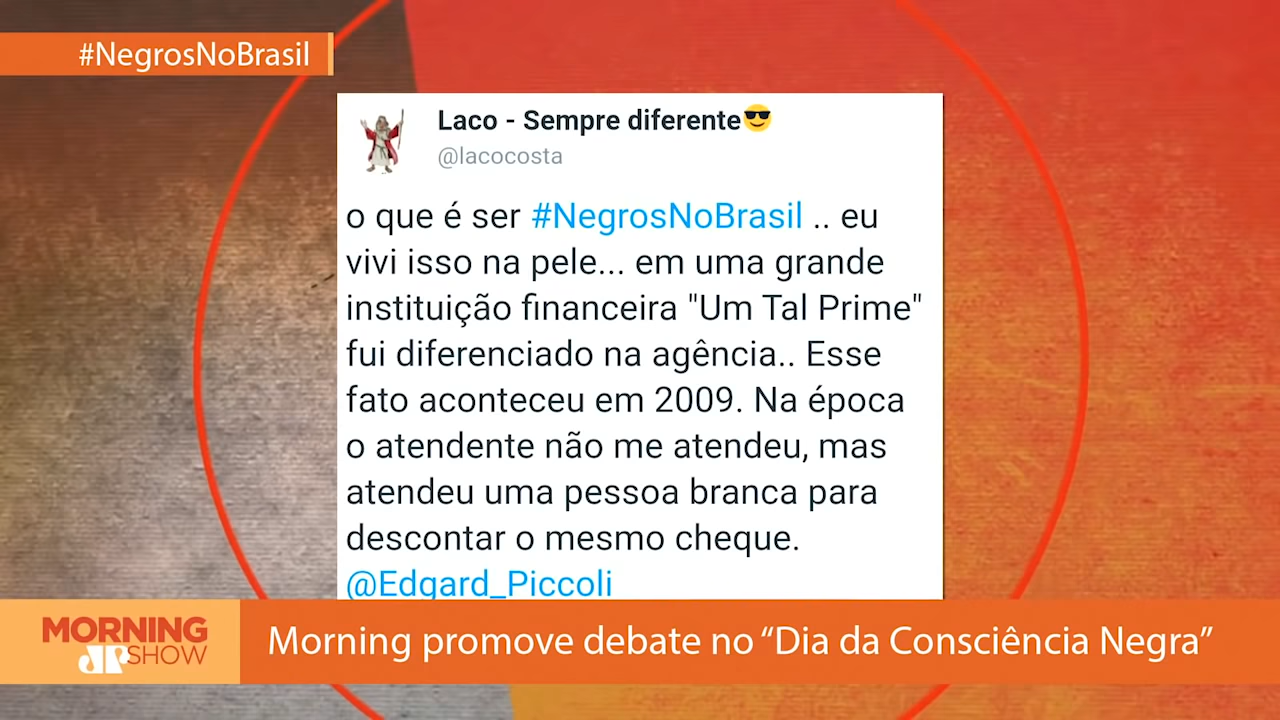 #NegrosNoBrasil
Laco - Sempre diferente😎
@lacocosta
o que é ser #NegrosNoBrasil .. eu
vivi isso na pele... em uma grande
instituição financeira "Um Tal Prime"
fui diferenciado na agência.. Esse
fato aconteceu em 2009. Na época
o atendente não me atendeu, mas
atendeu uma pessoa branca para
descontar o mesmo cheque.
@Edgard_Piccoli
MORNING
JP SHOW
Morning promove debate no “Dia da Consciência Negra”